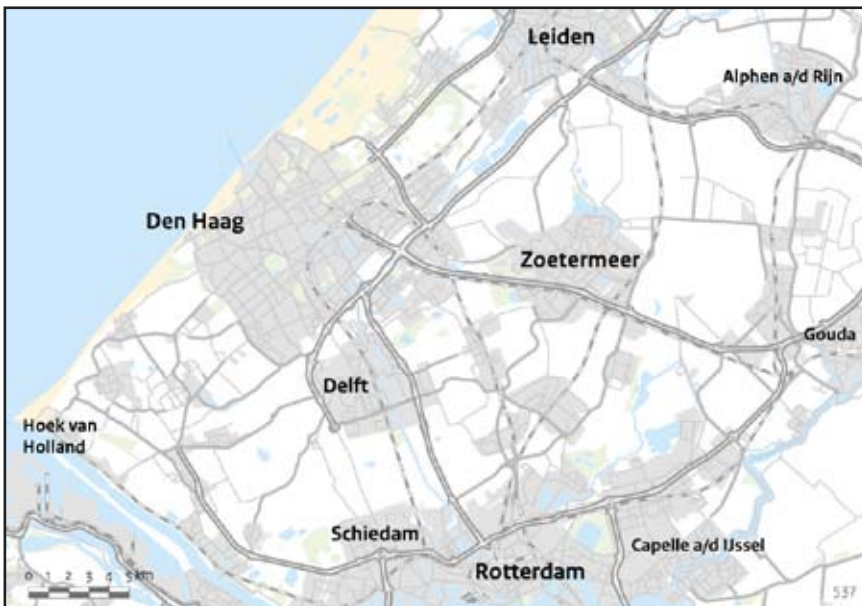 Leiden
Alphen a/d Rijn
Den Haag
Zoetermeer
Gouda
Delft
Hoek van
Holland
Schiedam
Capelle a/d IJssel
Rotterdam
0 1 2 3 4 5 km
537